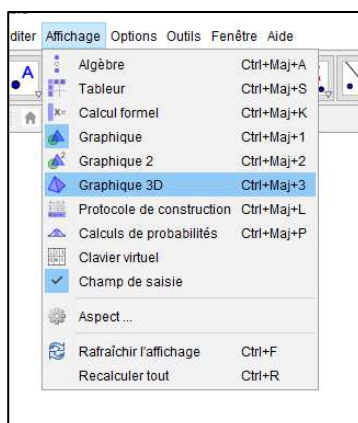 diter Affichage Options Outils Fenêtre Aide
A
Algèbre Ctrl+Maj+A
Tableur Ctrl+Maj+S
x= Calcul formel Ctrl+Maj+K
Graphique Ctrl+Maj+1
2 Graphique 2 Ctrl+Maj+2
Graphique 3D Ctrl+Maj+3
Protocole de construction Ctrl+Maj+L
Calculs de probabilités Ctrl+Maj+P
Clavier virtuel
Champ de saisie
Aspect ...
Rafraîchir l'affichage Ctrl+F
Recalculer tout Ctrl+R